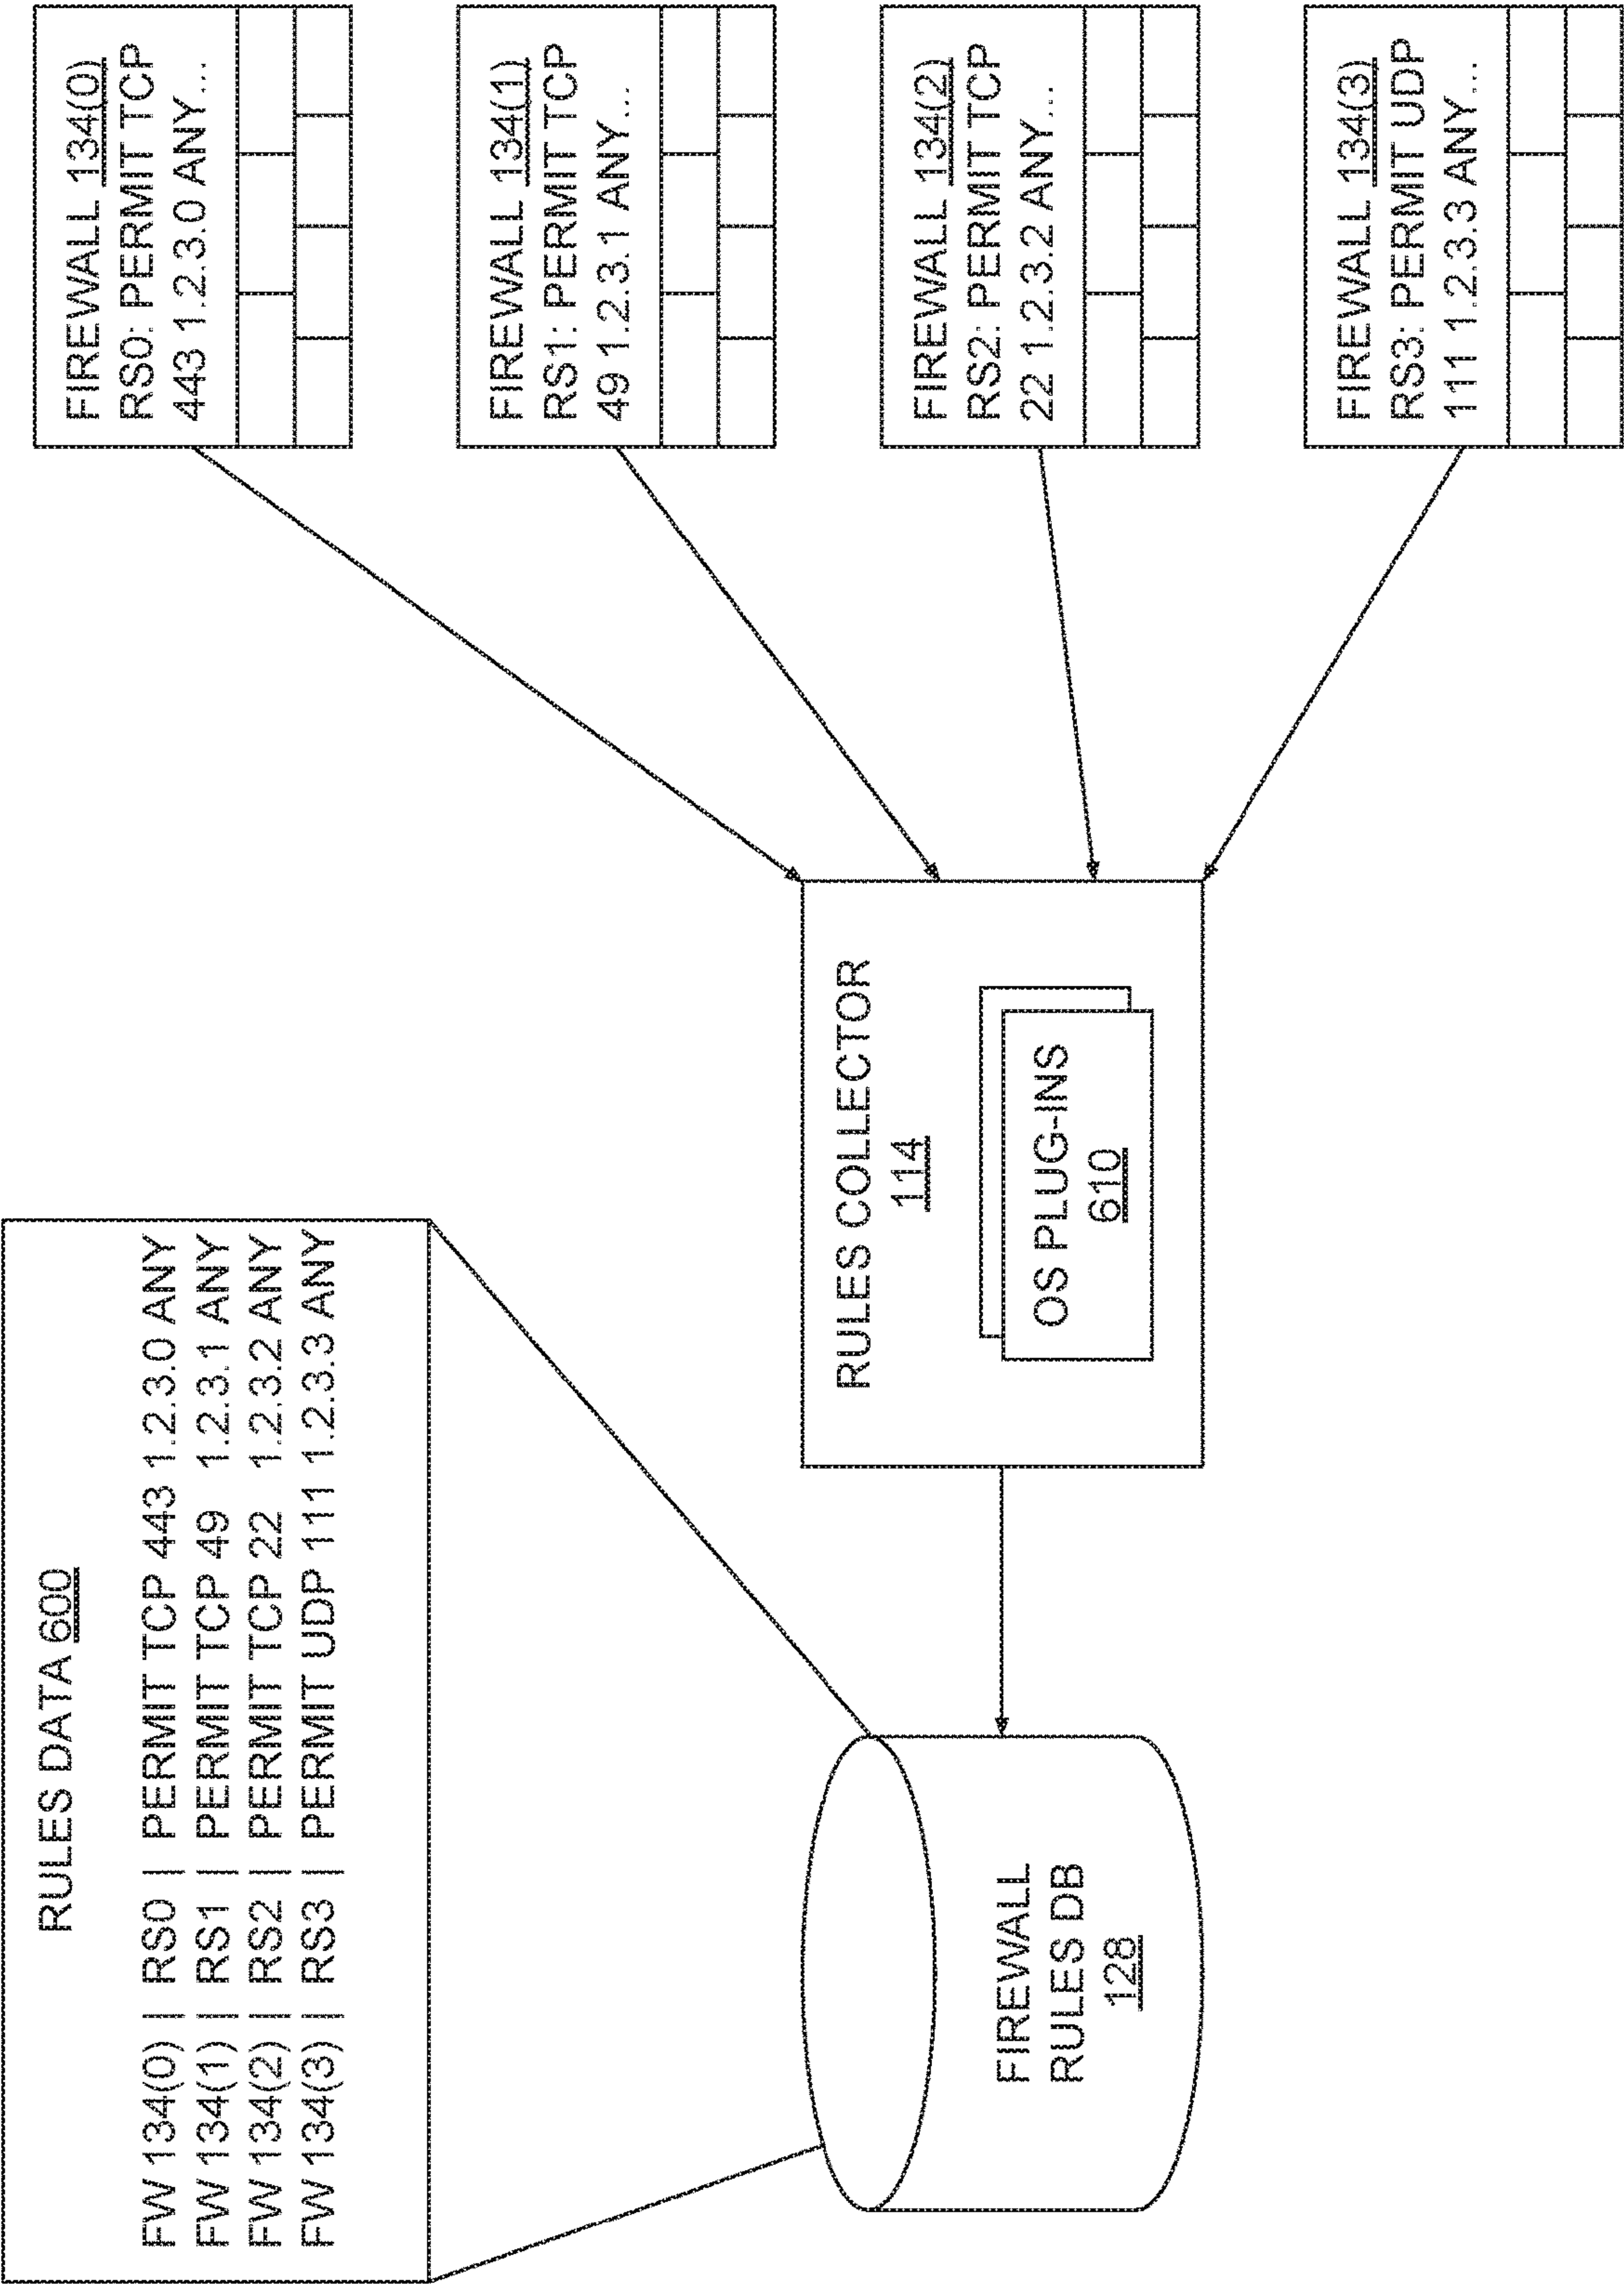 RULES DATA 600
FW 134(0) | RS0 | PERMIT TCP 443 1.2.3.0 ANY
FW 134(1) | RS1 | PERMIT TCP 49 1.2.3.1 ANY
FW 134(2) | RS2 | PERMIT TCP 22 1.2.3.2 ANY
FW 134(3) | RS3 | PERMIT UDP 111 1.2.3.3 ANY
FIREWALL
RULES DB
128
RULES COLLECTOR
114
OS PLUG-INS
610
FIREWALL 134(0)
RS0: PERMIT TCP
443 1.2.3.0 ANY...
FIREWALL 134(1)
RS1: PERMIT TCP
49 1.2.3.1 ANY...
FIREWALL 134(2)
RS2: PERMIT TCP
22 1.2.3.2 ANY...
FIREWALL 134(3)
RS3: PERMIT UDP
111 1.2.3.3 ANY...